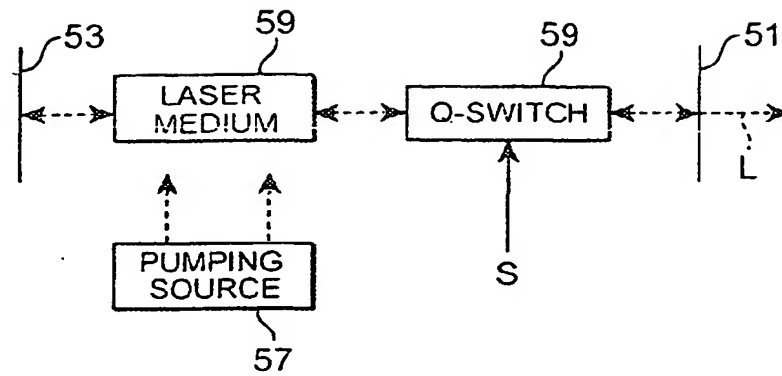 53
59
59
51
LASER
MEDIUM
Q-SWITCH
L
PUMPING
SOURCE
S
57